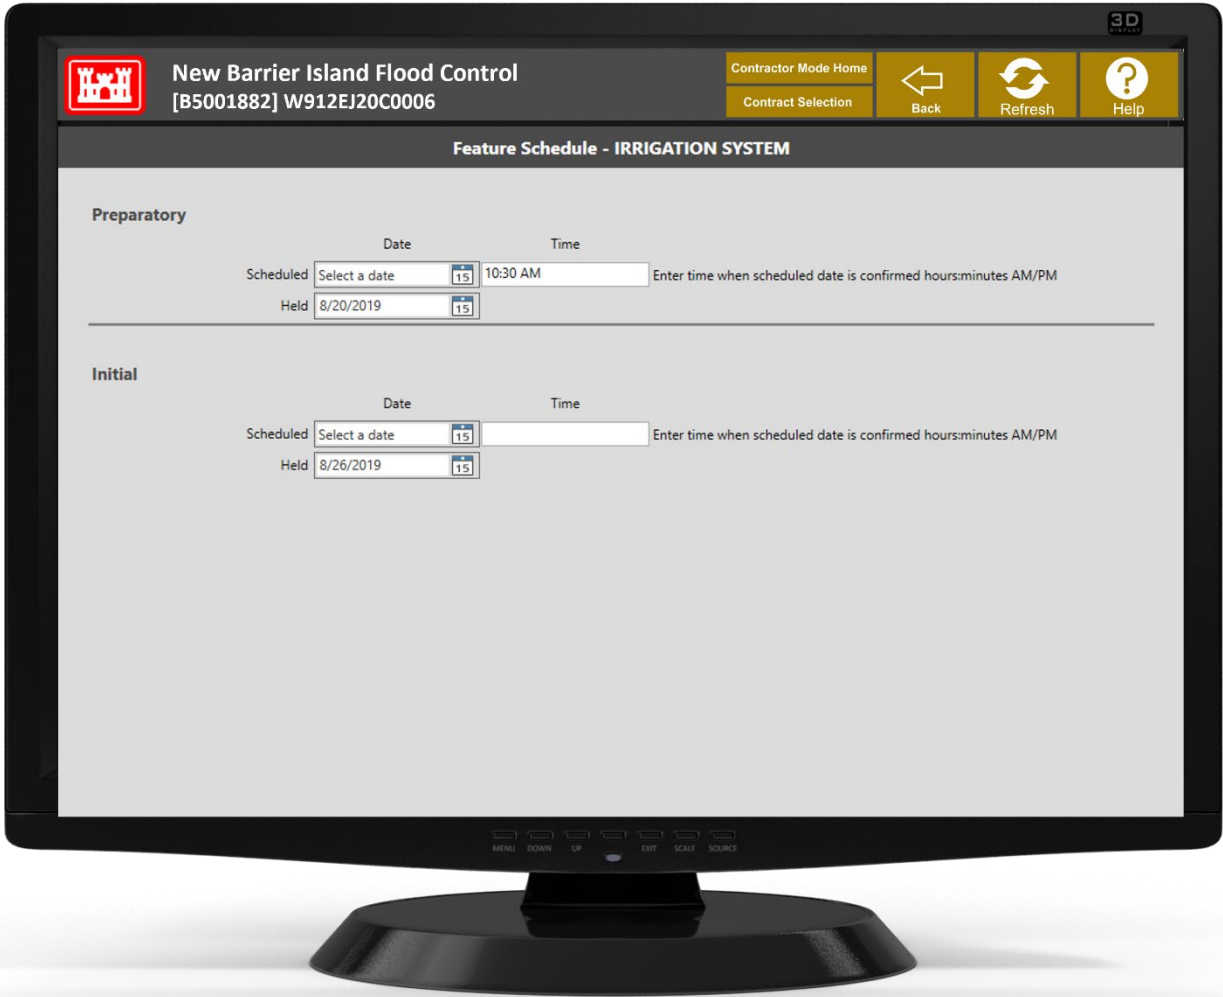 3D
DISPLAY
New Barrier Island Flood Control
[B5001882] W912EJ20C0006
Contractor Mode Home
Contract Selection
Back
Refresh
Help
Feature Schedule - IRRIGATION SYSTEM
Preparatory
Date Time
Scheduled Select a date 15 10:30 AM Enter time when scheduled date is confirmed hours:minutes AM/PM
Held 8/20/2019 15
Initial
Date Time
Scheduled Select a date 15 Enter time when scheduled date is confirmed hours:minutes AM/PM
Held 8/26/2019 15
MENU DOWN UP EXIT SCALE SOURCE